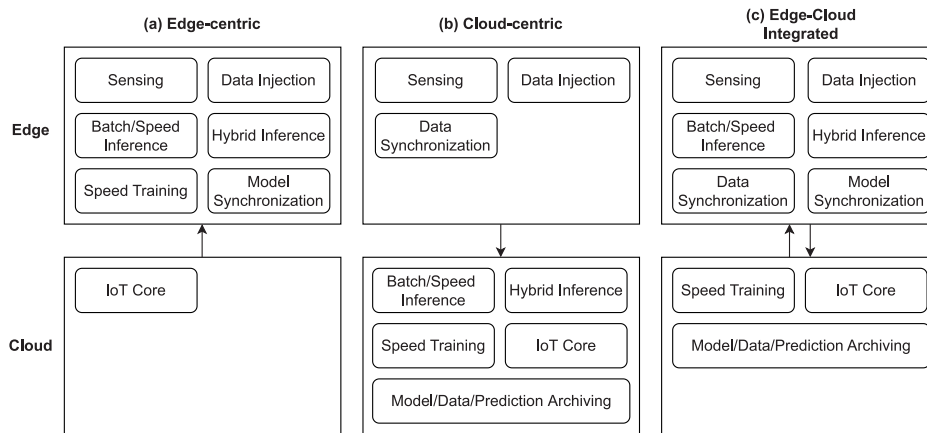 (a) Edge-centric
(b) Cloud-centric
(c) Edge-Cloud
Integrated
Edge
Sensing
Data Injection
Batch/Speed
Inference
Hybrid Inference
Speed Training
Model
Synchronization
Sensing
Data Injection
Data
Synchronization
Sensing
Data Injection
Batch/Speed
Inference
Hybrid Inference
Data
Synchronization
Model
Synchronization
Cloud
IoT Core
Batch/Speed
Inference
Hybrid Inference
Speed Training
IoT Core
Model/Data/Prediction Archiving
Speed Training
IoT Core
Model/Data/Prediction Archiving